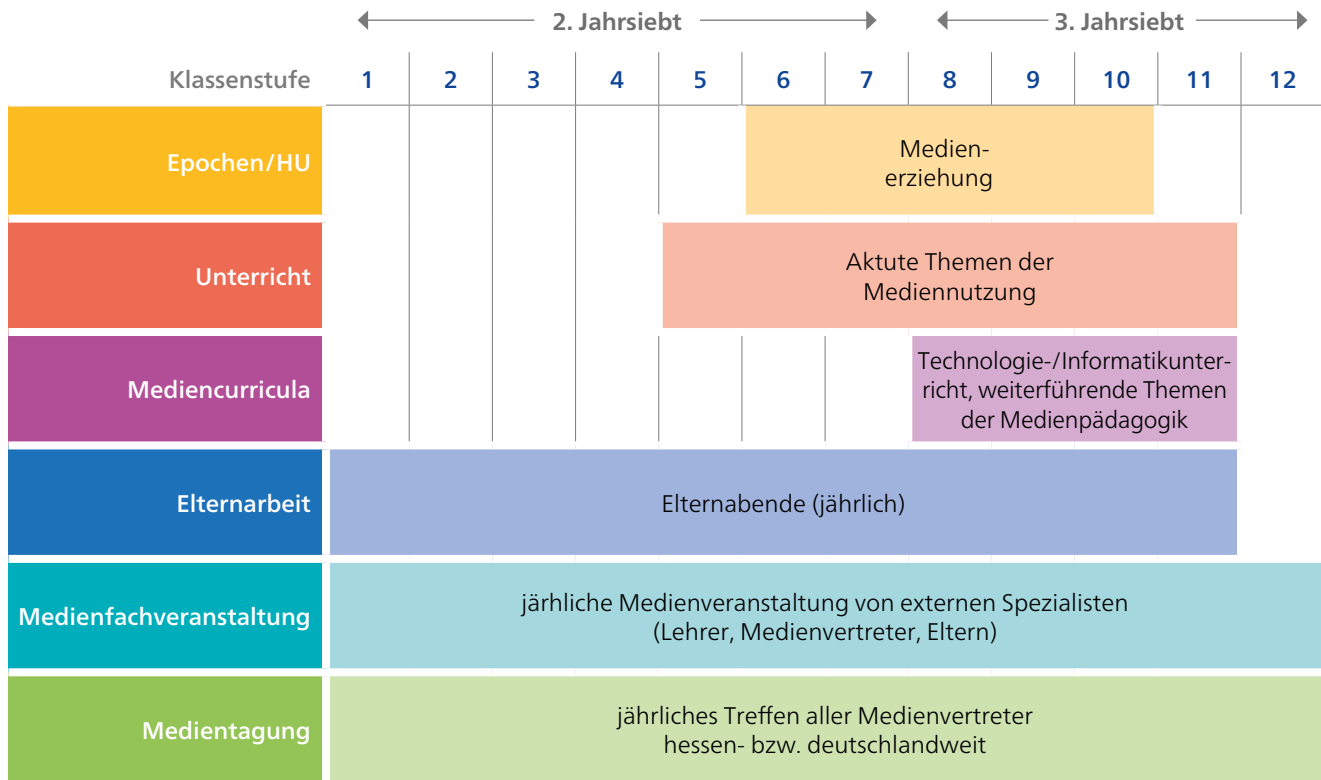 2. Jahrsiebt 3. Jahrsiebt
Klassenstufe 1 2 3 4 5 6 7 8 9 10 11 12
Epochen/HU
Medien-
erziehung
Unterricht
Aktute Themen der
Mediennutzung
Mediencurricula
Technologie-/Informatikunter-
richt, weiterführende Themen
der Medienpädagogik
Elternarbeit
Elternabende (jährlich)
Medienfachveranstaltung
järhliche Medienveranstaltung von externen Spezialisten
(Lehrer, Medienvertreter, Eltern)
Medientagung
jährliches Treffen aller Medienvertreter
hessen- bzw. deutschlandweit